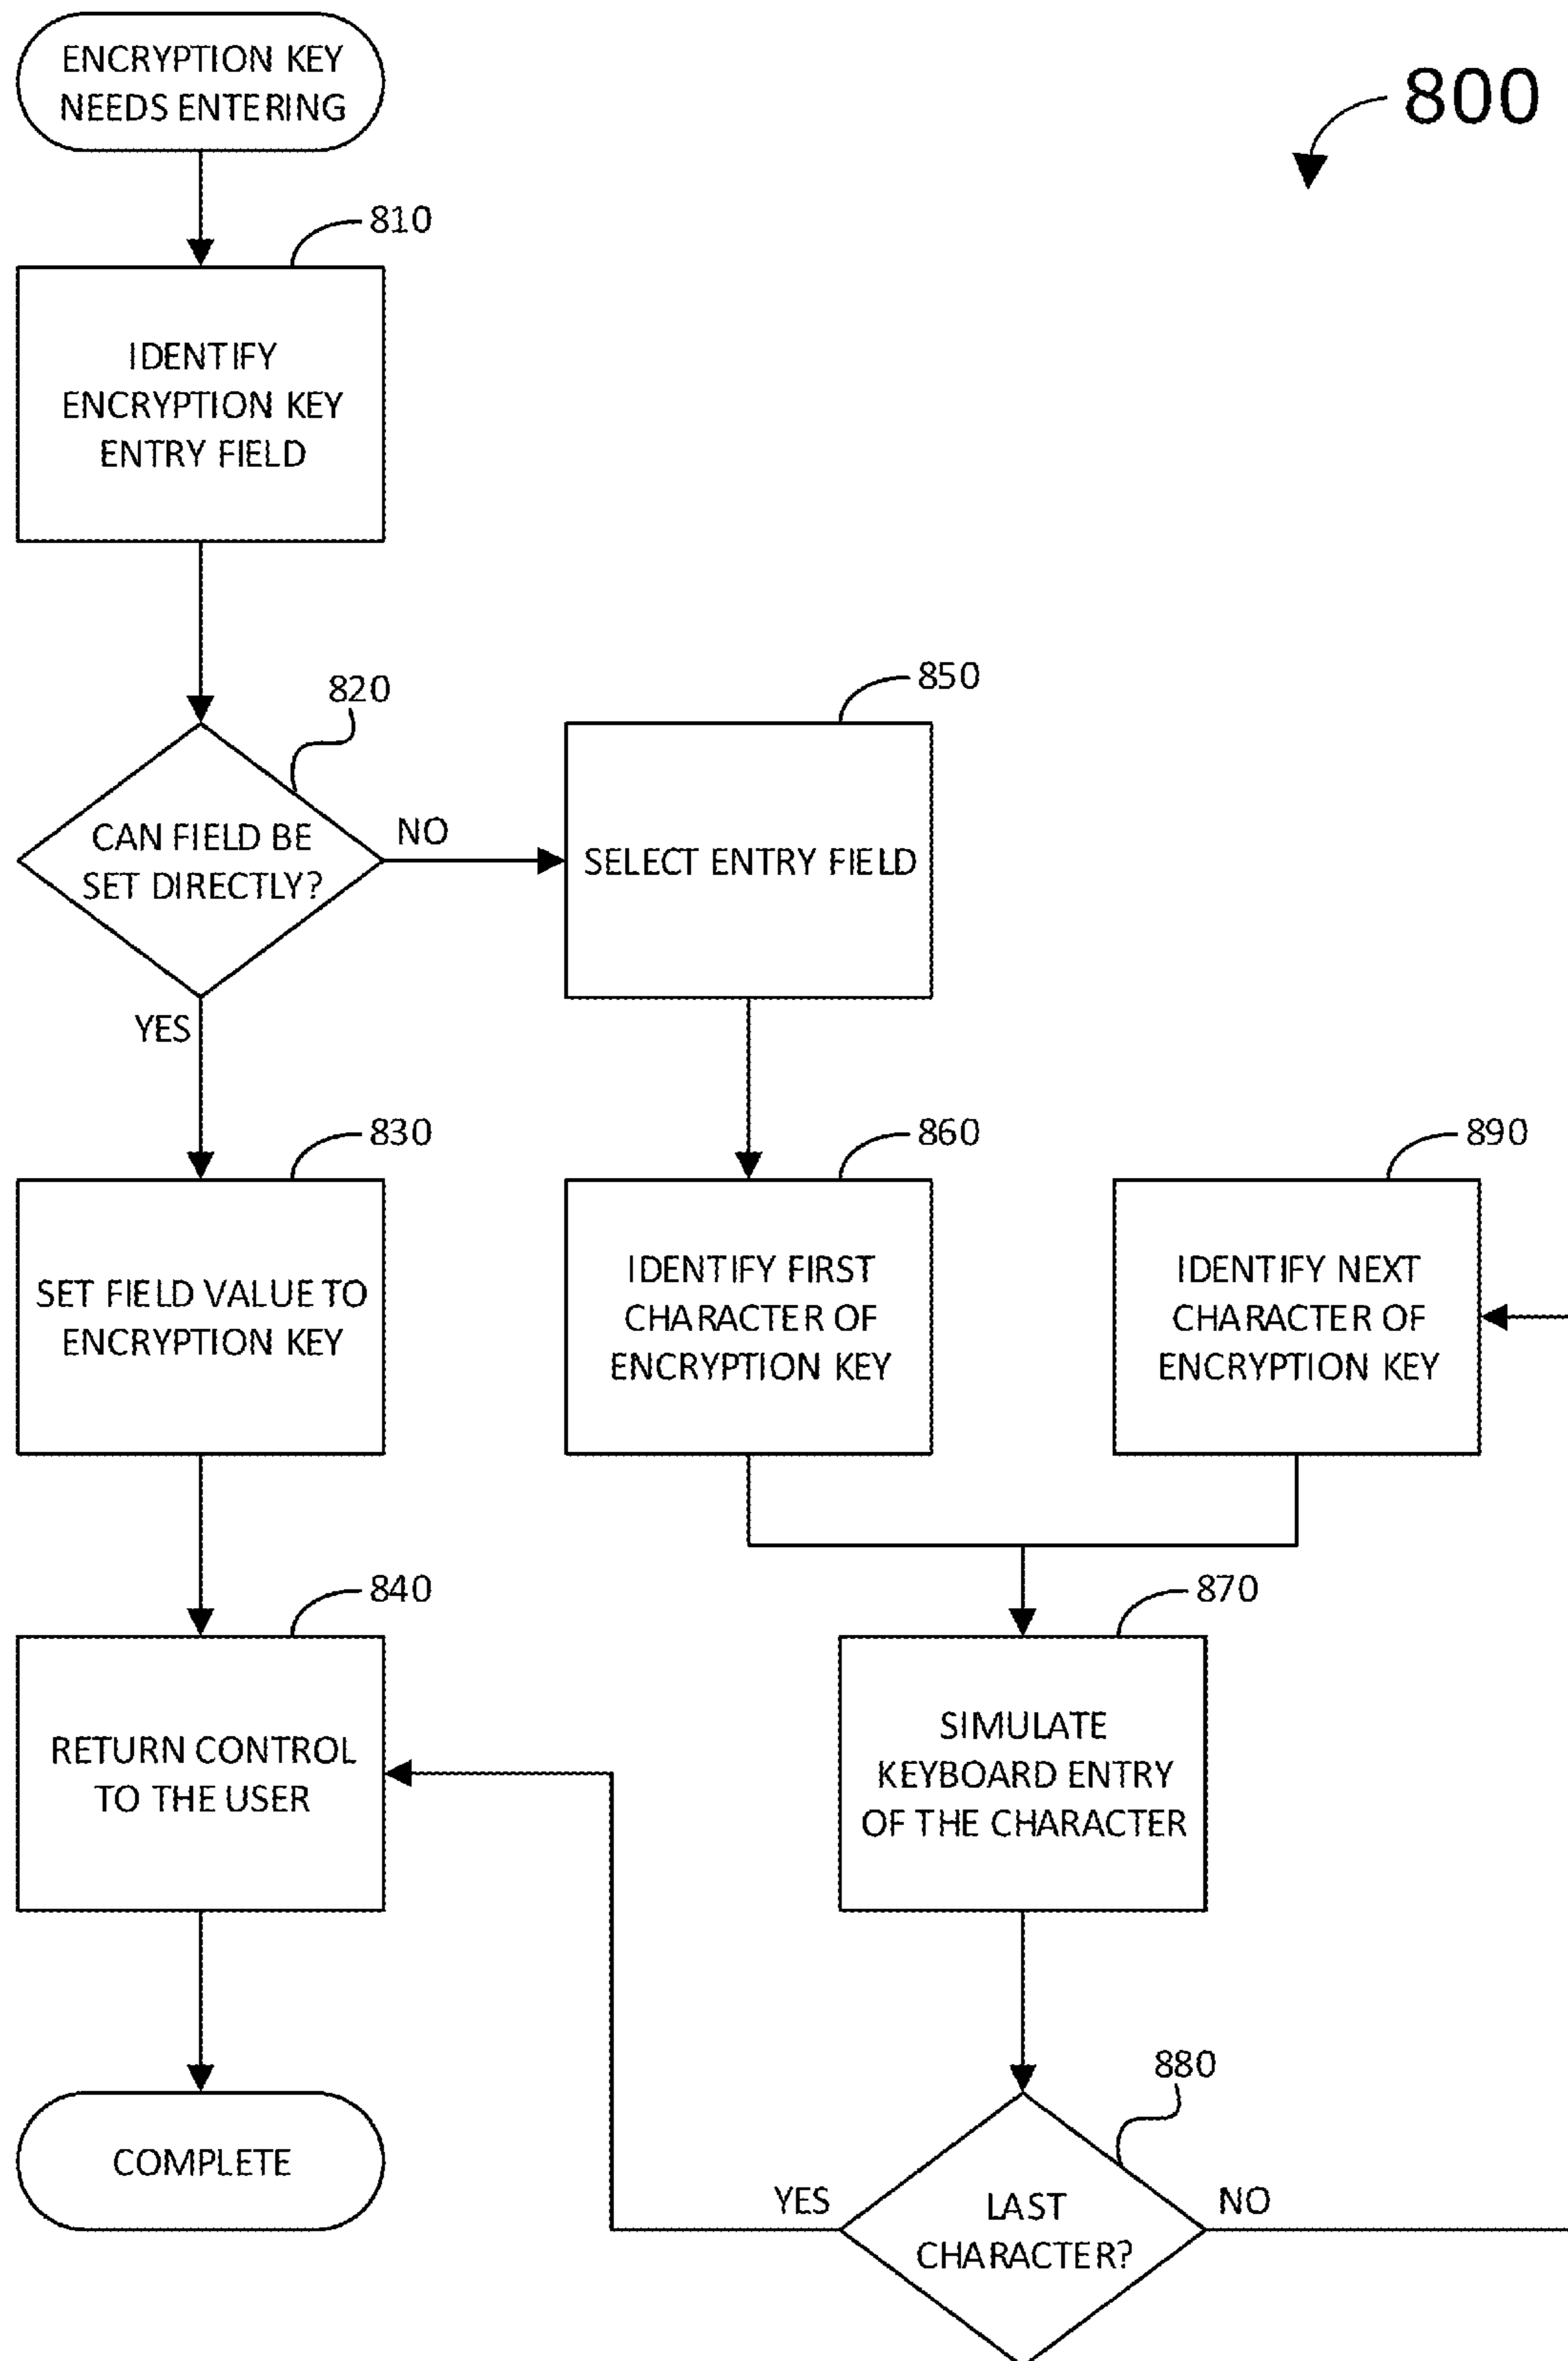 ENCRYPTION KEY
NEEDS ENTERING
800
810
IDENTIFY
ENCRYPTION KEY
ENTRY FIELD
820
CAN FIELD BE
SET DIRECTLY?
NO
YES
850
SELECT ENTRY FIELD
830
SET FIELD VALUE TO
ENCRYPTION KEY
860
IDENTIFY FIRST
CHARACTER OF
ENCRYPTION KEY
890
IDENTIFY NEXT
CHARACTER OF
ENCRYPTION KEY
840
RETURN CONTROL
TO THE USER
870
SIMULATE
KEYBOARD ENTRY
OF THE CHARACTER
COMPLETE
880
YES
LAST
CHARACTER?
NO